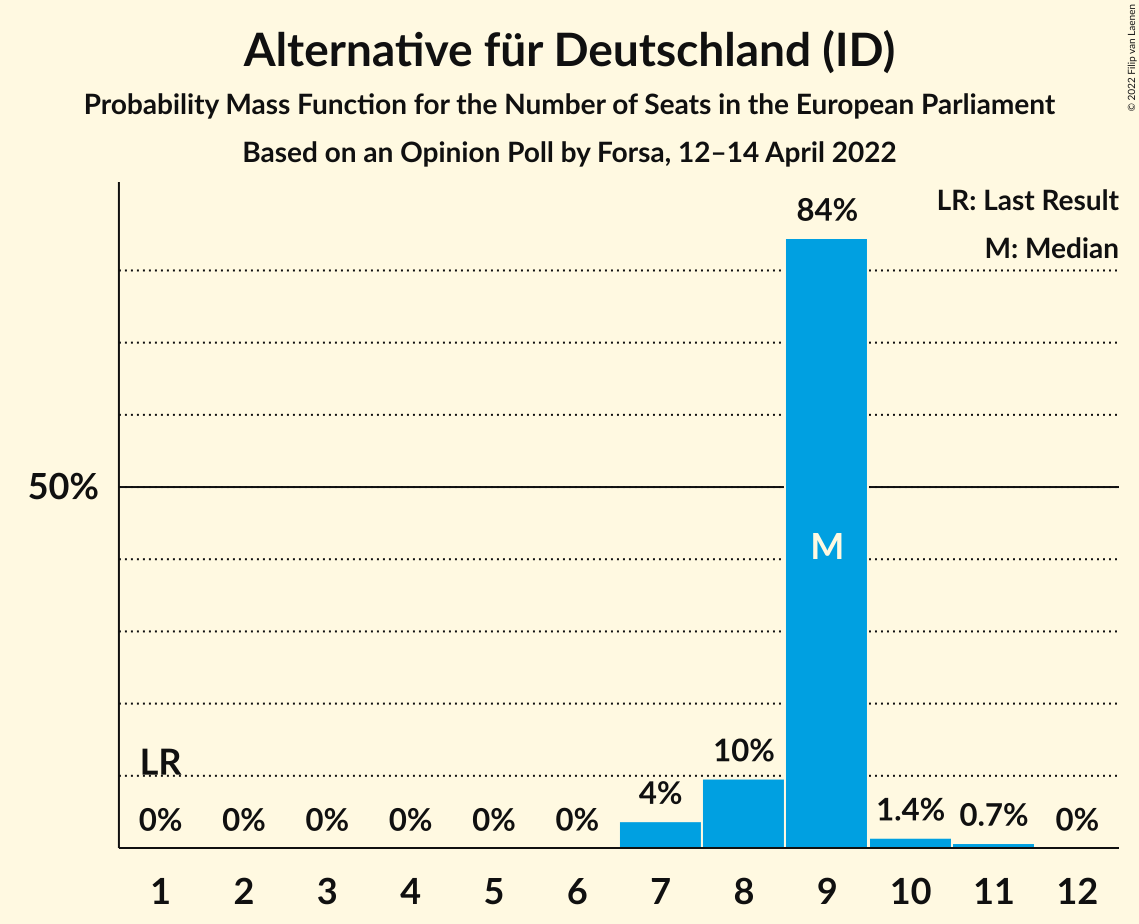 Alternative für Deutschland (ID)
Probability Mass Function for the Number of Seats in the European Parliament
Based on an Opinion Poll by Forsa, 12–14 April 2022
© 2022 Filip van Laenen
LR: Last Result
M: Median
84%
50%
M
LR
10%
4%
0% 0% 0% 0% 0% 0% 1.4% 0.7% 0%
1 2 3 4 5 6 7 8 9 10 11 12